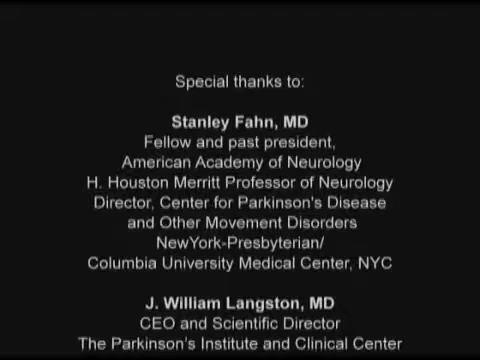 Special thanks to:
Stanley Fahn, MD
Fellow and past president,
American Academy of Neurology
H. Houston Merritt Professor of Neurology
Director, Center for Parkinson's Disease
and Other Movement Disorders
NewYork-Presbyterian/
Columbia University Medical Center, NYC
J. William Langston, MD
CEO and Scientific Director
The Parkinson's Institute and Clinical Center